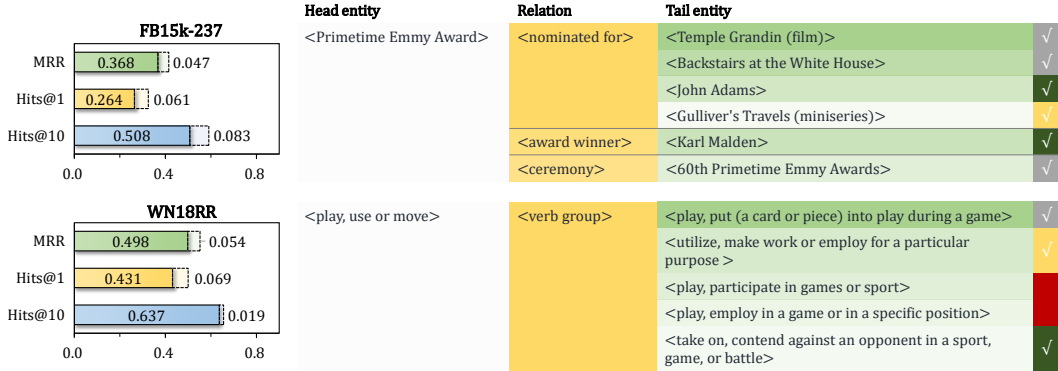 FB15k-237
MRR 0.368 0.047
Hits@1 0.264 0.061
Hits@10 0.508 0.083
0.0 0.4 0.8
WN18RR
MRR 0.498 0.054
Hits@1 0.431 0.069
Hits@10 0.637 0.019
0.0 0.4 0.8
Head entity Relation Tail entity
<Primetime Emmy Award> <nominated for> <Temple Grandin (film)> √
<Backstairs at the White House> √
<John Adams> √
<Gulliver's Travels (miniseries)> √
<award winner> <Karl Malden> √
<ceremony> <60th Primetime Emmy Awards> √
<play, use or move> <verb group> <play, put (a card or piece) into play during a game> √
<utilize, make work or employ for a particular
purpose > √
<play, participate in games or sport>
<play, employ in a game or in a specific position>
<take on, contend against an opponent in a sport,
game, or battle> √